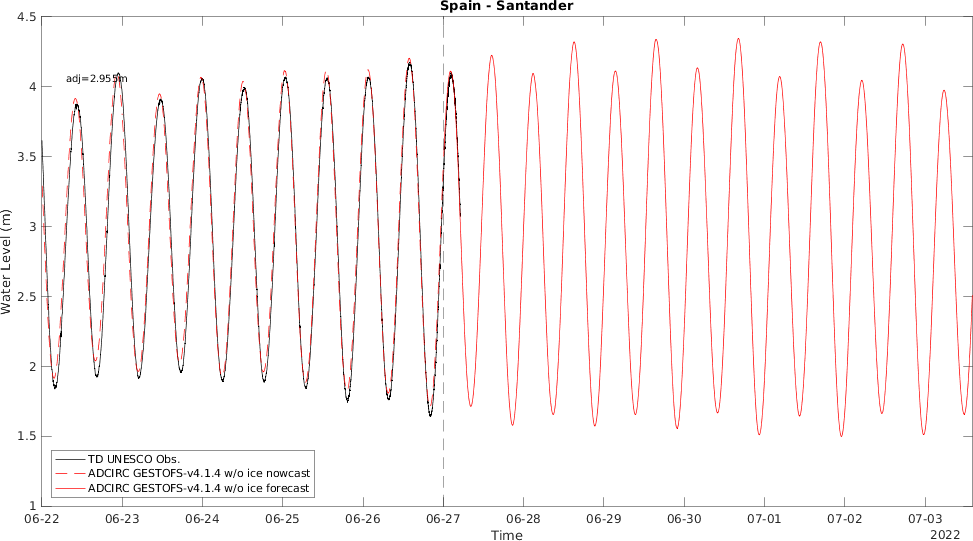 Spain - Santander
4.5
4
3.5
3
2.5
2
1.5
1
Water Level (m)
adj=2.955m
TD UNESCO Obs.
ADCIRC GESTOFS-v4.1.4 w/o ice nowcast
ADCIRC GESTOFS-v4.1.4 w/o ice forecast
06-22 06-23 06-24 06-25 06-26 06-27 06-28 06-29 06-30 07-01 07-02 07-03
2022
Time